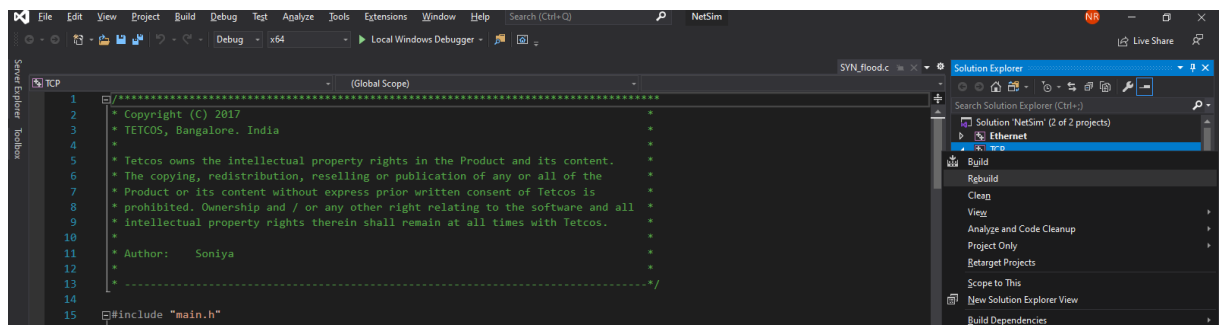 File Edit View Project Build Debug Test Analyze Tools Extensions Window Help Search (Ctrl+Q) NetSim NR
Debug x64 Local Windows Debugger Live Share
Server Explorer
Toolbox
SYN_flood.c
Solution Explorer
TCP (Global Scope)
Search Solution Explorer (Ctrl+;)
Solution 'NetSim' (2 of 2 projects)
Ethernet
TCP
Build
Rebuild
Clean
View
Analyze and Code Cleanup
Project Only
Retarget Projects
Scope to This
New Solution Explorer View
Build Dependencies
1 /************************************************************************************
2 * Copyright (C) 2017 *
3 * TETCOS, Bangalore. India *
4 * *
5 * Tetcos owns the intellectual property rights in the Product and its content. *
6 * The copying, redistribution, reselling or publication of any or all of the *
7 * Product or its content without express prior written consent of Tetcos is *
8 * prohibited. Ownership and / or any other right relating to the software and all *
9 * intellectual property rights therein shall remain at all times with Tetcos. *
10 * *
11 * Author: Soniya *
12 * *
13 * ---------------------------------------------------------------------------------*/
14
15 #include "main.h"